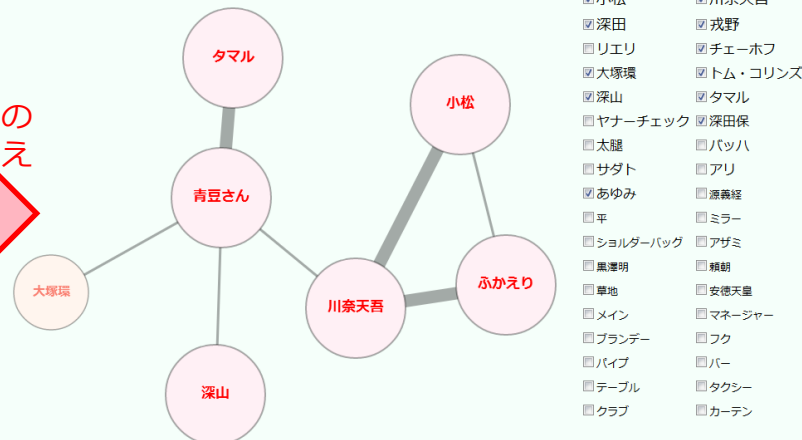 の
え
タマル
小松
青豆さん
大塚環
川奈天吾
ふかえり
深山
小松 川奈天吾
深田 戎野
リエリ チェーホフ
大塚環 トム・コリンズ
深山 タマル
ヤナーチェック 深田保
太腿 バッハ
サダト アリ
あゆみ 源義経
平 ミラー
ショルダーバッグ アザミ
黒澤明 頼朝
草地 安徳天皇
メイン マネージャー
ブランデー フク
パイプ バー
テーブル タクシー
クラブ カーテン